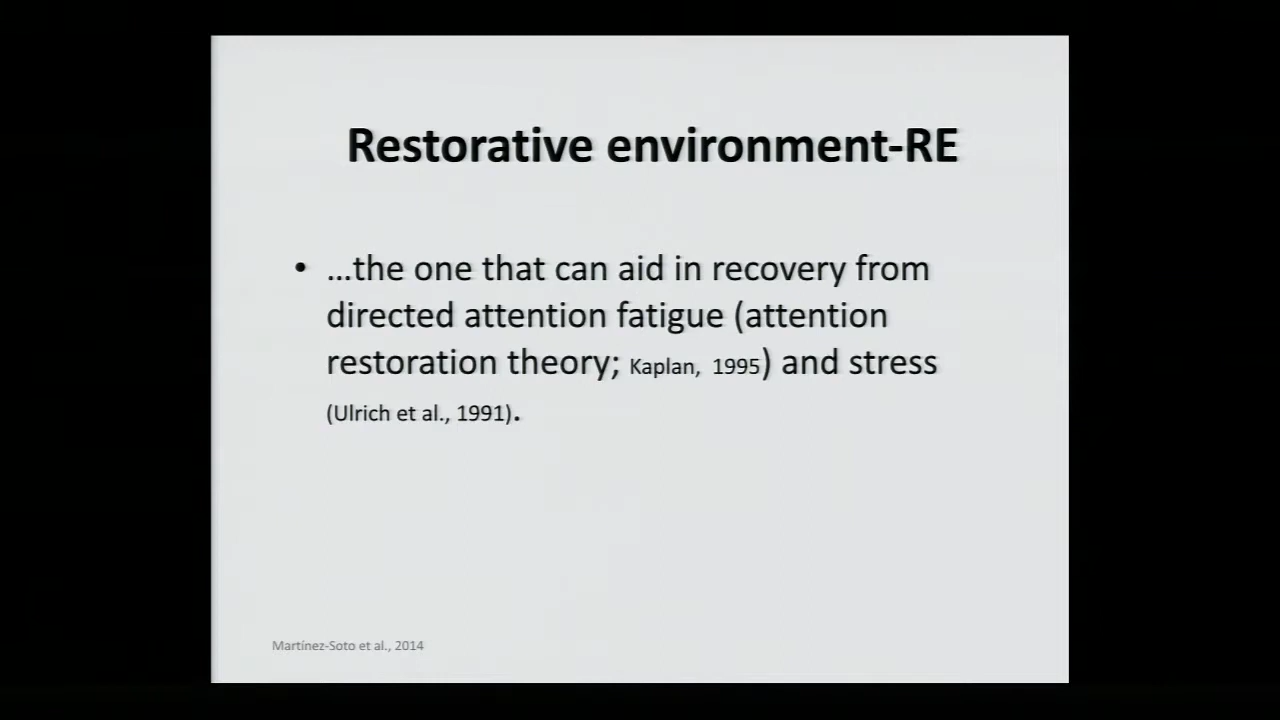 Restorative environment-RE
• …the one that can aid in recovery from
directed attention fatigue (attention
restoration theory; Kaplan, 1995) and stress
(Ulrich et al., 1991).
Martínez-Soto et al., 2014